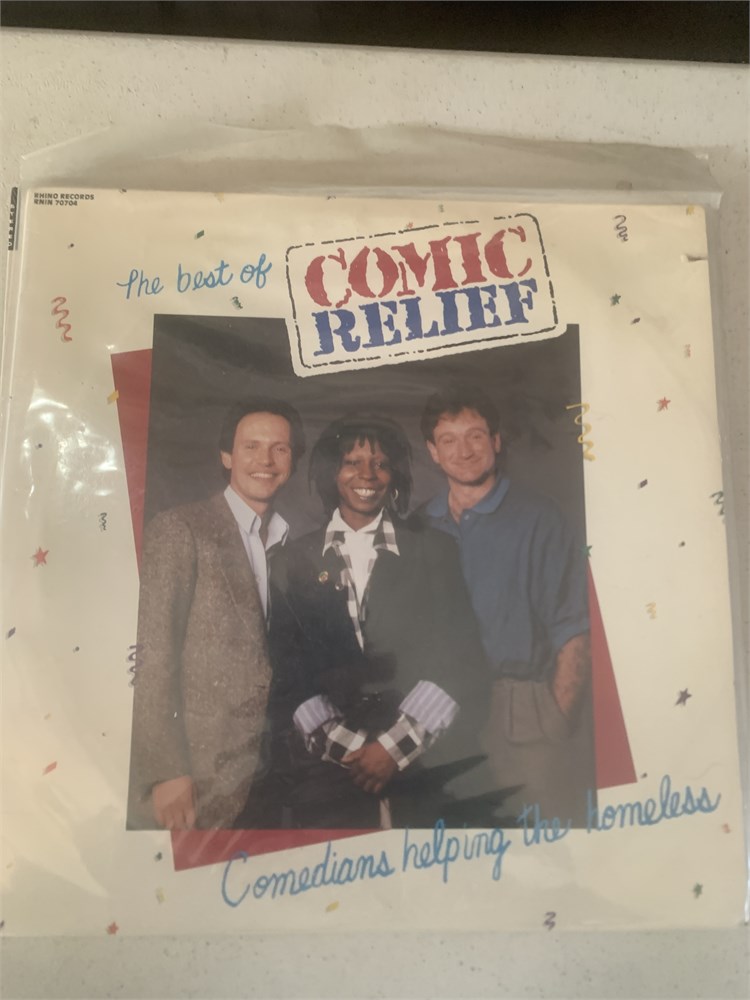 RHINO RECORDS
RNIN 70704
The best of
COMIC
RELIEF
Comedians helping the homeless